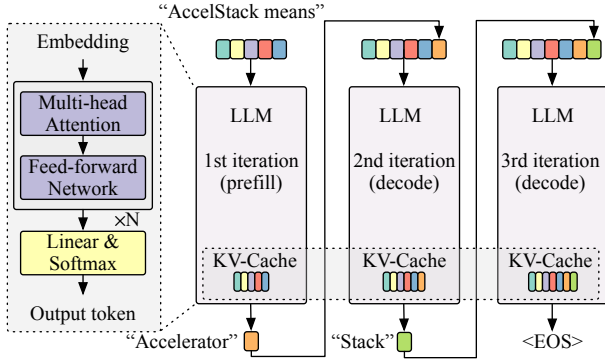 “AccelStack means”
Embedding
Multi-head
Attention
Feed-forward
Network
×N
Linear &
Softmax
Output token
LLM
1st iteration
(prefill)
KV-Cache
“Accelerator”
LLM
2nd iteration
(decode)
KV-Cache
“Stack”
LLM
3rd iteration
(decode)
KV-Cache
<EOS>